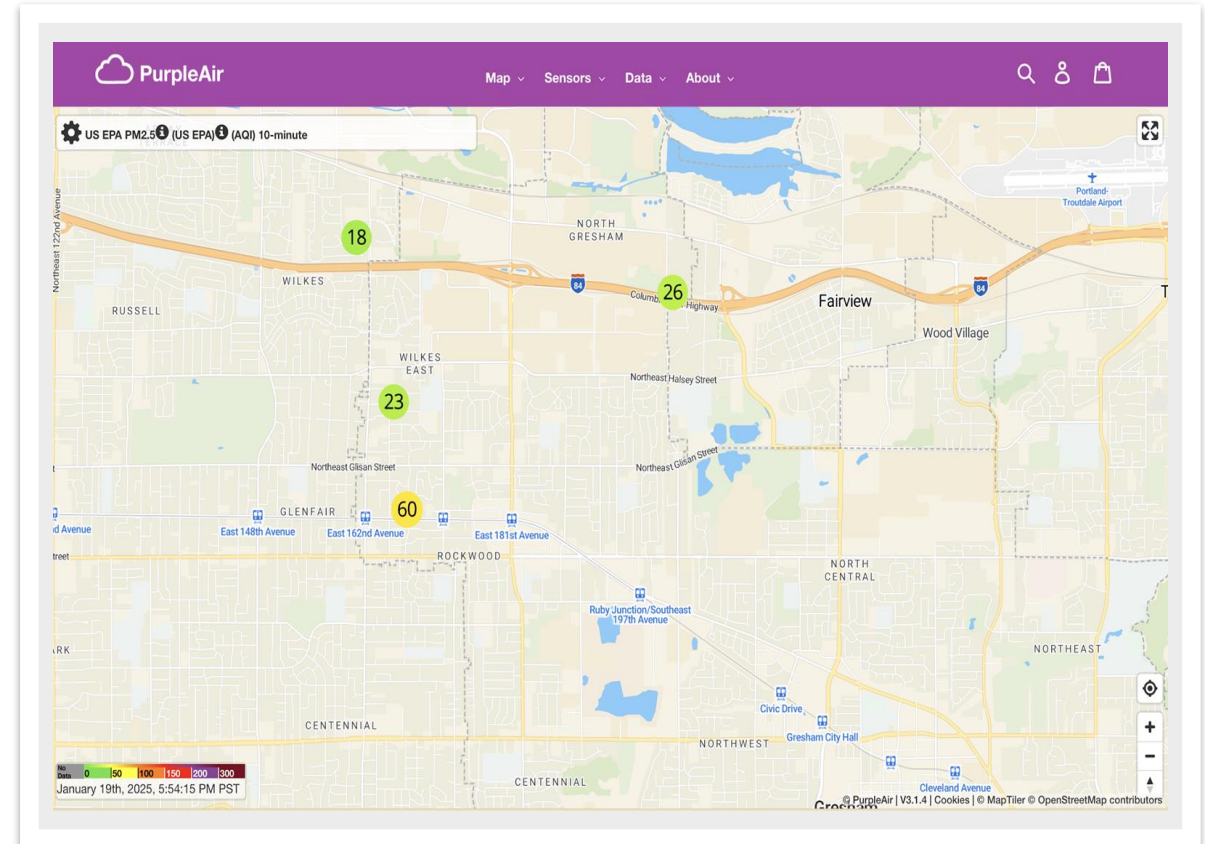 PurpleAir
Map
Sensors
Data
About
US EPA PM2.5 (US EPA) (AQI) 10-minute
Portland-
Troutdale Airport
Northeast 122nd Avenue
18
NORTH
GRESHAM
WILKES
84
26
Highway
84
Fairview
RUSSELL
Wood Village
WILKES
EAST
Northeast Halsey Street
23
Northeast Glisan Street
Northeast Glisan Street
60
GLENFAIR
d Avenue
East 148th Avenue
East 162nd Avenue
East 181st Avenue
reet
ROCKWOOD
NORTH
CENTRAL
Ruby Junction/Southeast
197th Avenue
NORTHEAST
Civic Drive
Gresham City Hall
CENTENNIAL
NORTHWEST
CENTENNIAL
Cleveland Avenue
No
Data
0 50 100 150 200 300
January 19th, 2025, 5:54:15 PM PST
© PurpleAir | V3.1.4 | Cookies | © MapTiler © OpenStreetMap contributors